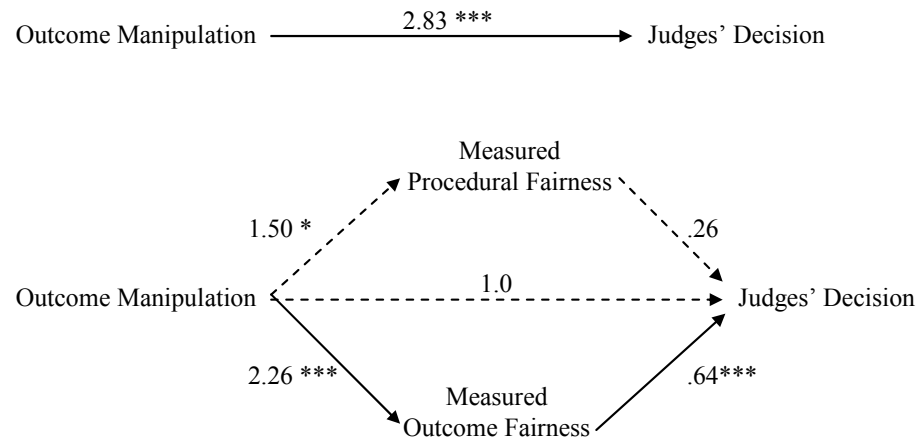 2.83 ***
Outcome Manipulation Judges’ Decision
Measured
Procedural Fairness
1.50 * .26
1.0
Outcome Manipulation Judges’ Decision
2.26 *** .64***
Measured
Outcome Fairness